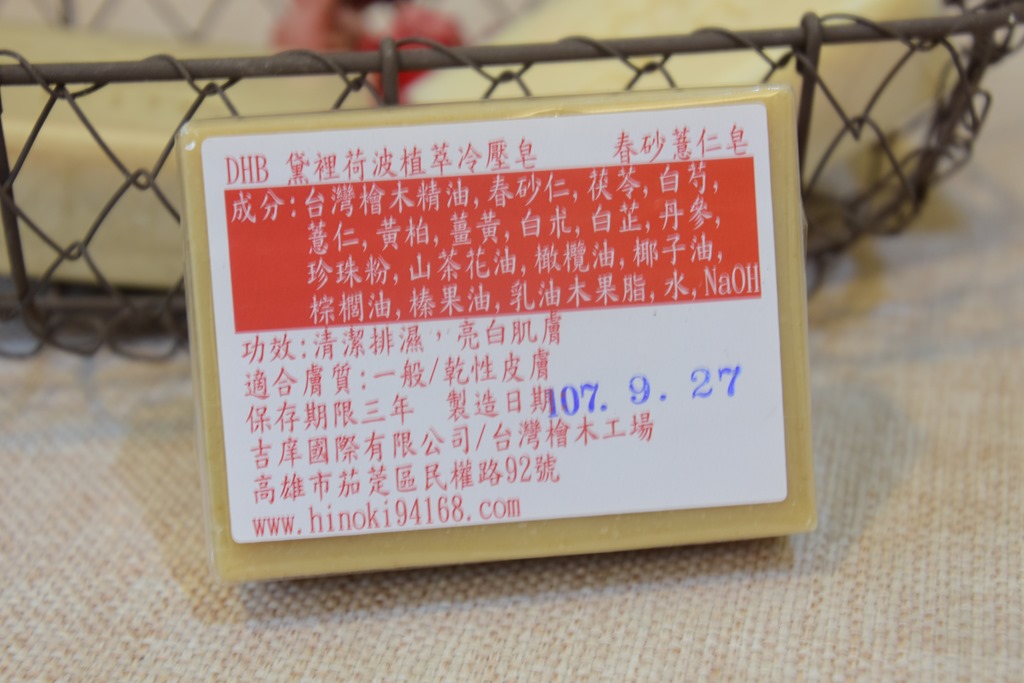 DHB 黛裡荷波植萃冷壓皂 春砂薏仁皂
成分:台灣檜木精油,春砂仁,茯苓,白芍,
薏仁,黃柏,薑黃,白朮,白芷,丹參,
珍珠粉,山茶花油,橄欖油,椰子油,
棕櫚油,榛果油,乳油木果脂,水,NaOH
功效:清潔排濕,亮白肌膚
適合膚質:一般/乾性皮膚
保存期限三年 製造日期107. 9. 27
吉庠國際有限公司/台灣檜木工場
高雄市茄萣區民權路92號
www.hinoki94168.com